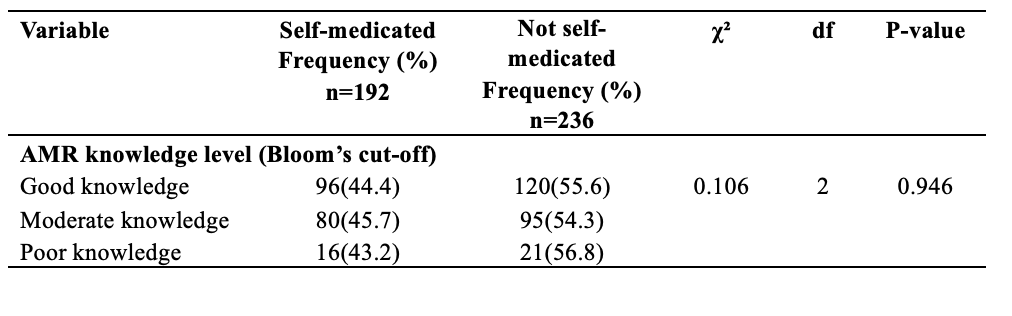 Variable Self-medicated Frequency (%) n=192 Not self-medicated Frequency (%) n=236 χ² df P-value
AMR knowledge level (Bloom’s cut-off)
Good knowledge 96(44.4) 120(55.6) 0.106 2 0.946
Moderate knowledge 80(45.7) 95(54.3)
Poor knowledge 16(43.2) 21(56.8)